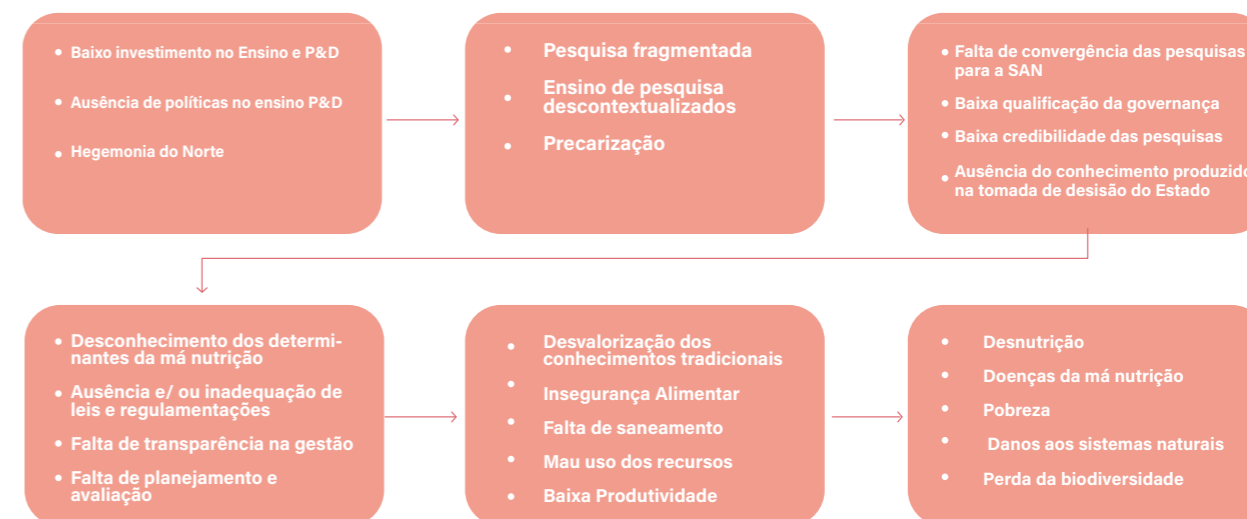 • Baixo investimento no Ensino e P&D
• Ausência de políticas no ensino P&D
• Hegemonia do Norte
• Pesquisa fragmentada
• Ensino de pesquisa
descontextualizados
• Precarização
• Falta de convergência das pesquisas
para a SAN
• Baixa qualificação da governança
• Baixa credibilidade das pesquisas
• Ausência do conhecimento produzido
na tomada de desisão do Estado
• Desconhecimento dos determi-
nantes da má nutrição
• Ausência e/ ou inadequação de
leis e regulamentações
• Falta de transparência na gestão
• Falta de planejamento e
avaliação
• Desvalorização dos
conhecimentos tradicionais
• Insegurança Alimentar
• Falta de saneamento
• Mau uso dos recursos
• Baixa Produtividade
• Desnutrição
• Doenças da má nutrição
• Pobreza
• Danos aos sistemas naturais
• Perda da biodiversidade